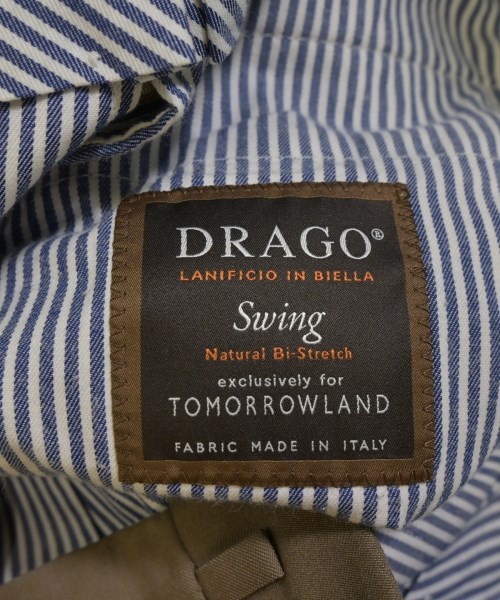 DRAGO®
LANIFICIO IN BIELLA
Swing
Natural Bi-Stretch
exclusively for
TOMORROWLAND
FABRIC MADE IN ITALY